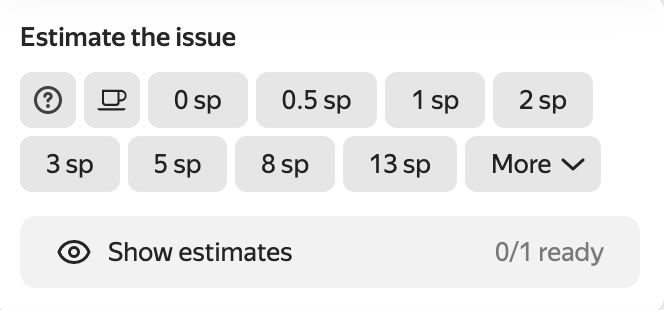 Estimate the issue
? 0 sp 0.5 sp 1 sp 2 sp
3 sp 5 sp 8 sp 13 sp More
Show estimates 0/1 ready